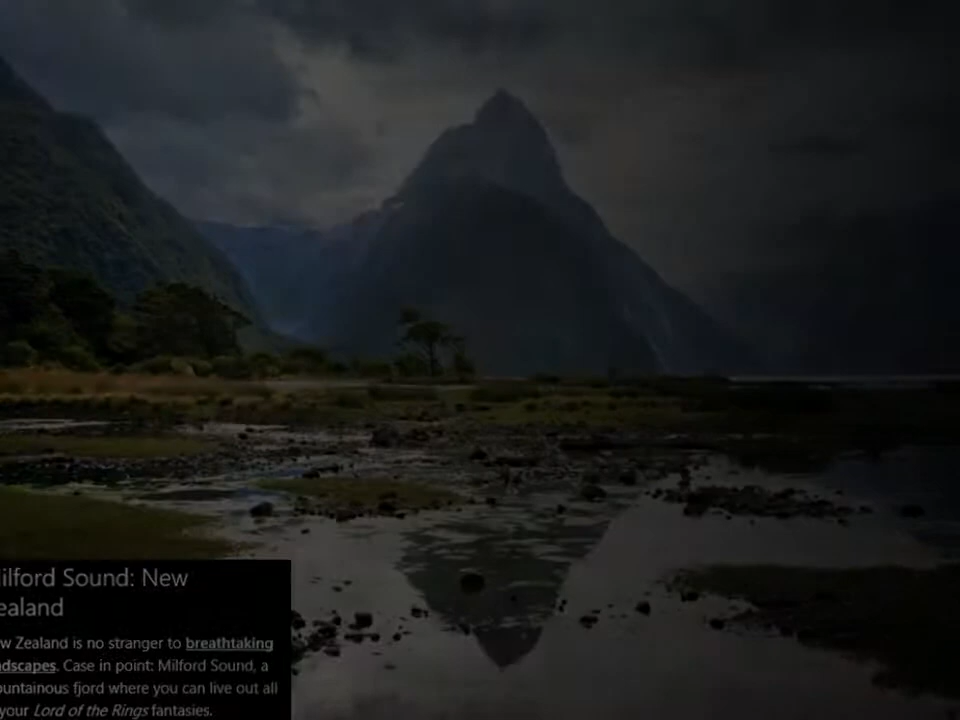 ilford Sound: New
ealand
w Zealand is no stranger to breathtaking
dscapes. Case in point: Milford Sound, a
ountainous fjord where you can live out all
your Lord of the Rings fantasies.